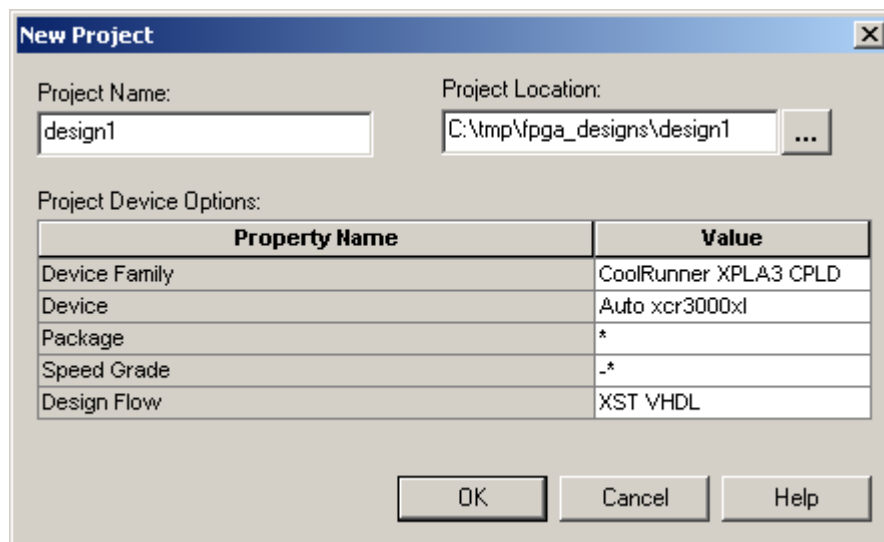 New Project
Project Name:
design1
Project Location:
C:\tmp\fpga_designs\design1
...
Project Device Options:
Property Name Value
Device Family CoolRunner XPLA3 CPLD
Device Auto xcr3000xl
Package *
Speed Grade -*
Design Flow XST VHDL
OK Cancel Help